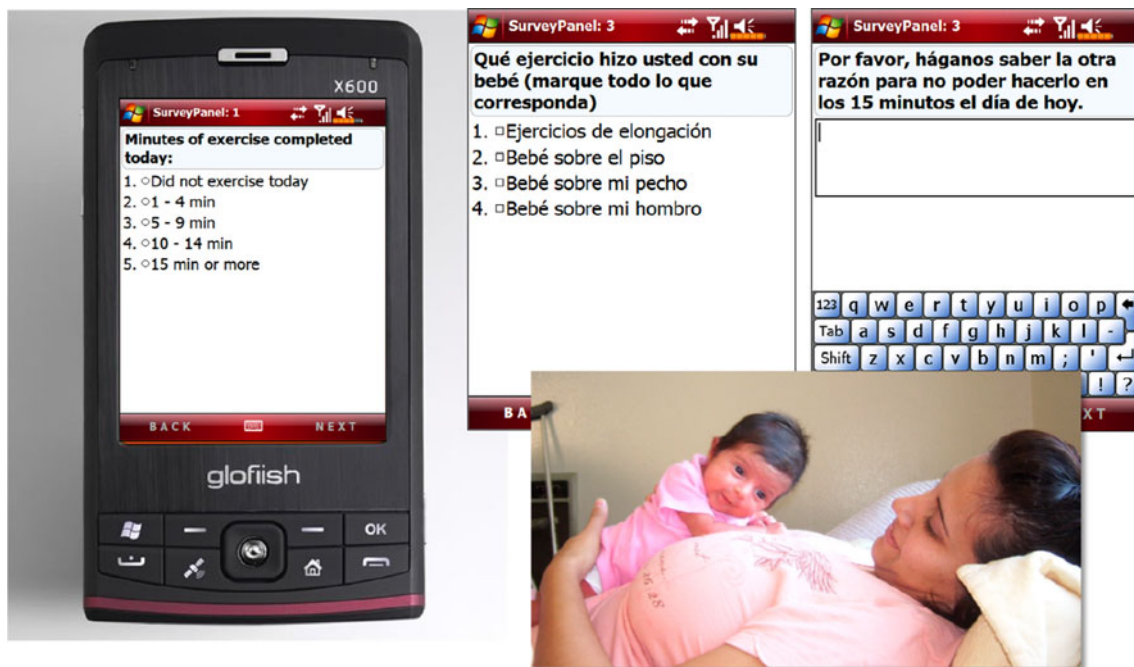 X600
SurveyPanel: 1
Minutes of exercise completed
today:
1. Did not exercise today
2. 1 - 4 min
3. 5 - 9 min
4. 10 - 14 min
5. 15 min or more
BACK NEXT
glofiish
OK
SurveyPanel: 3
Qué ejercicio hizo usted con su
bebé (marque todo lo que
corresponda)
1. Ejercicios de elongación
2. Bebé sobre el piso
3. Bebé sobre mi pecho
4. Bebé sobre mi hombro
BA
SurveyPanel: 3
Por favor, háganos saber la otra
razón para no poder hacerlo en
los 15 minutos el día de hoy.
123 q w e r t y u i o p
Tab a s d f g h j k l -
Shift z x c v b n m ; '
! ?
XT